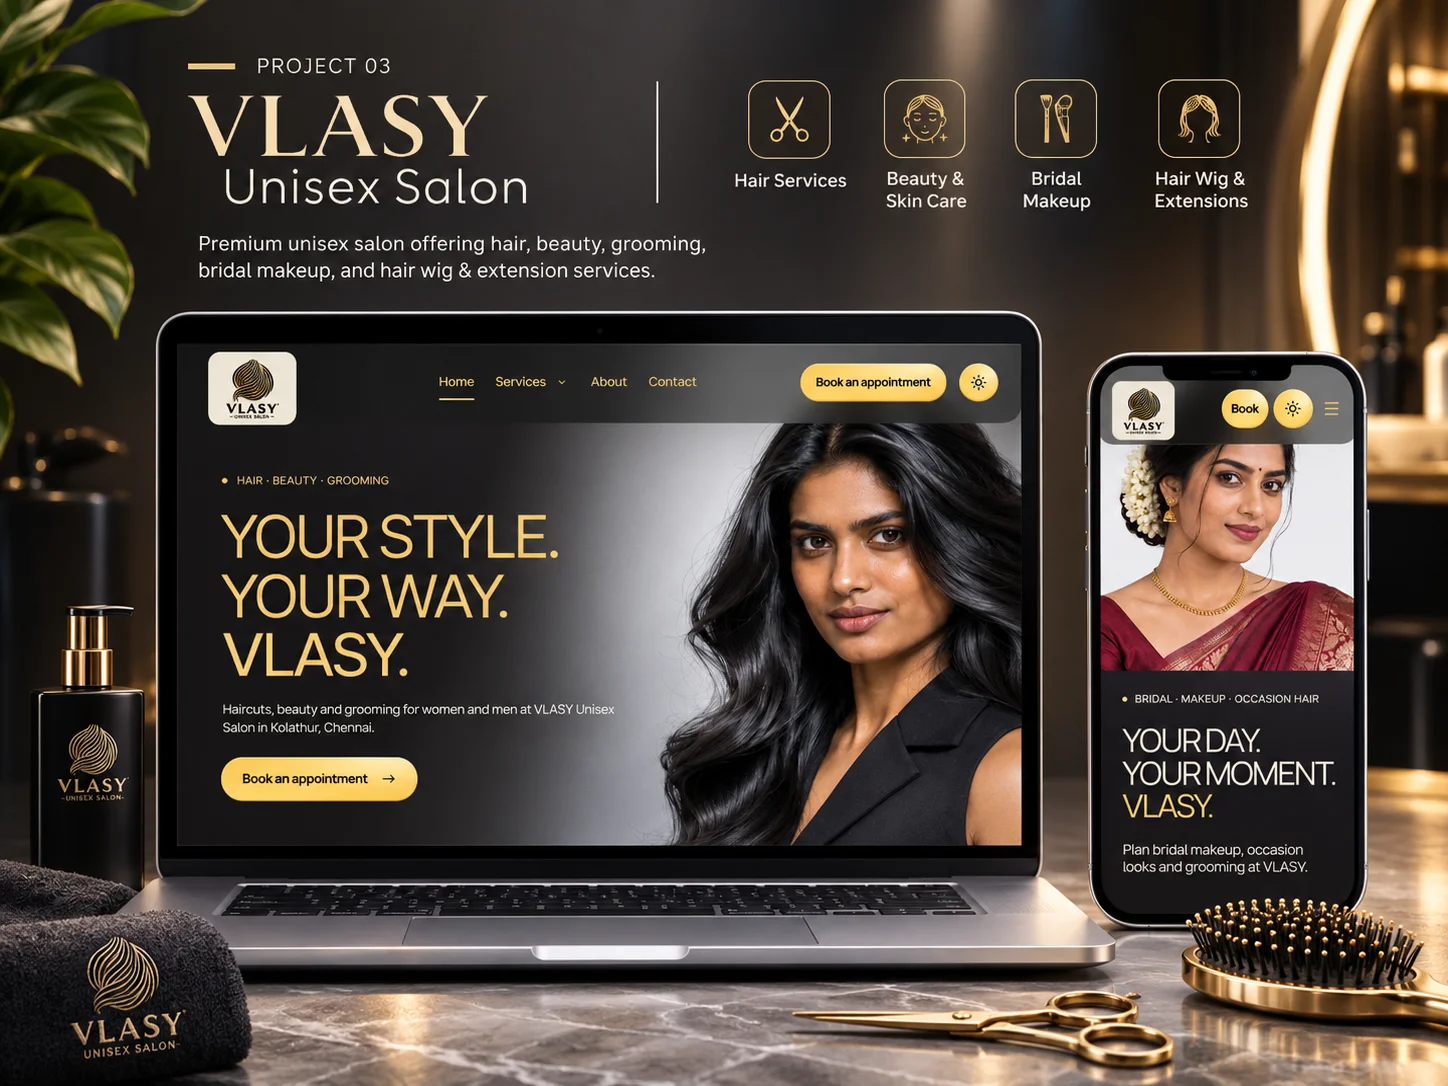 PROJECT 03
VLASY
Unisex Salon
Premium unisex salon offering hair, beauty, grooming,
bridal makeup, and hair wig & extension services.
Hair Services
Beauty &
Skin Care
Bridal
Makeup
Hair Wig &
Extensions
VLASY
UNISEX SALON
Home
Services
About
Contact
Book an appointment
HAIR · BEAUTY · GROOMING
YOUR STYLE.
YOUR WAY.
VLASY.
Haircuts, beauty and grooming for women and men at VLASY Unisex
Salon in Kolathur, Chennai.
Book an appointment →
VLASY
UNISEX SALON
Book
BRIDAL · MAKEUP · OCCASION HAIR
YOUR DAY.
YOUR MOMENT.
VLASY.
Plan bridal makeup, occasion
looks and grooming at VLASY.
VLASY
-UNISEX SALON-
VLASY
UNISEX SALON-